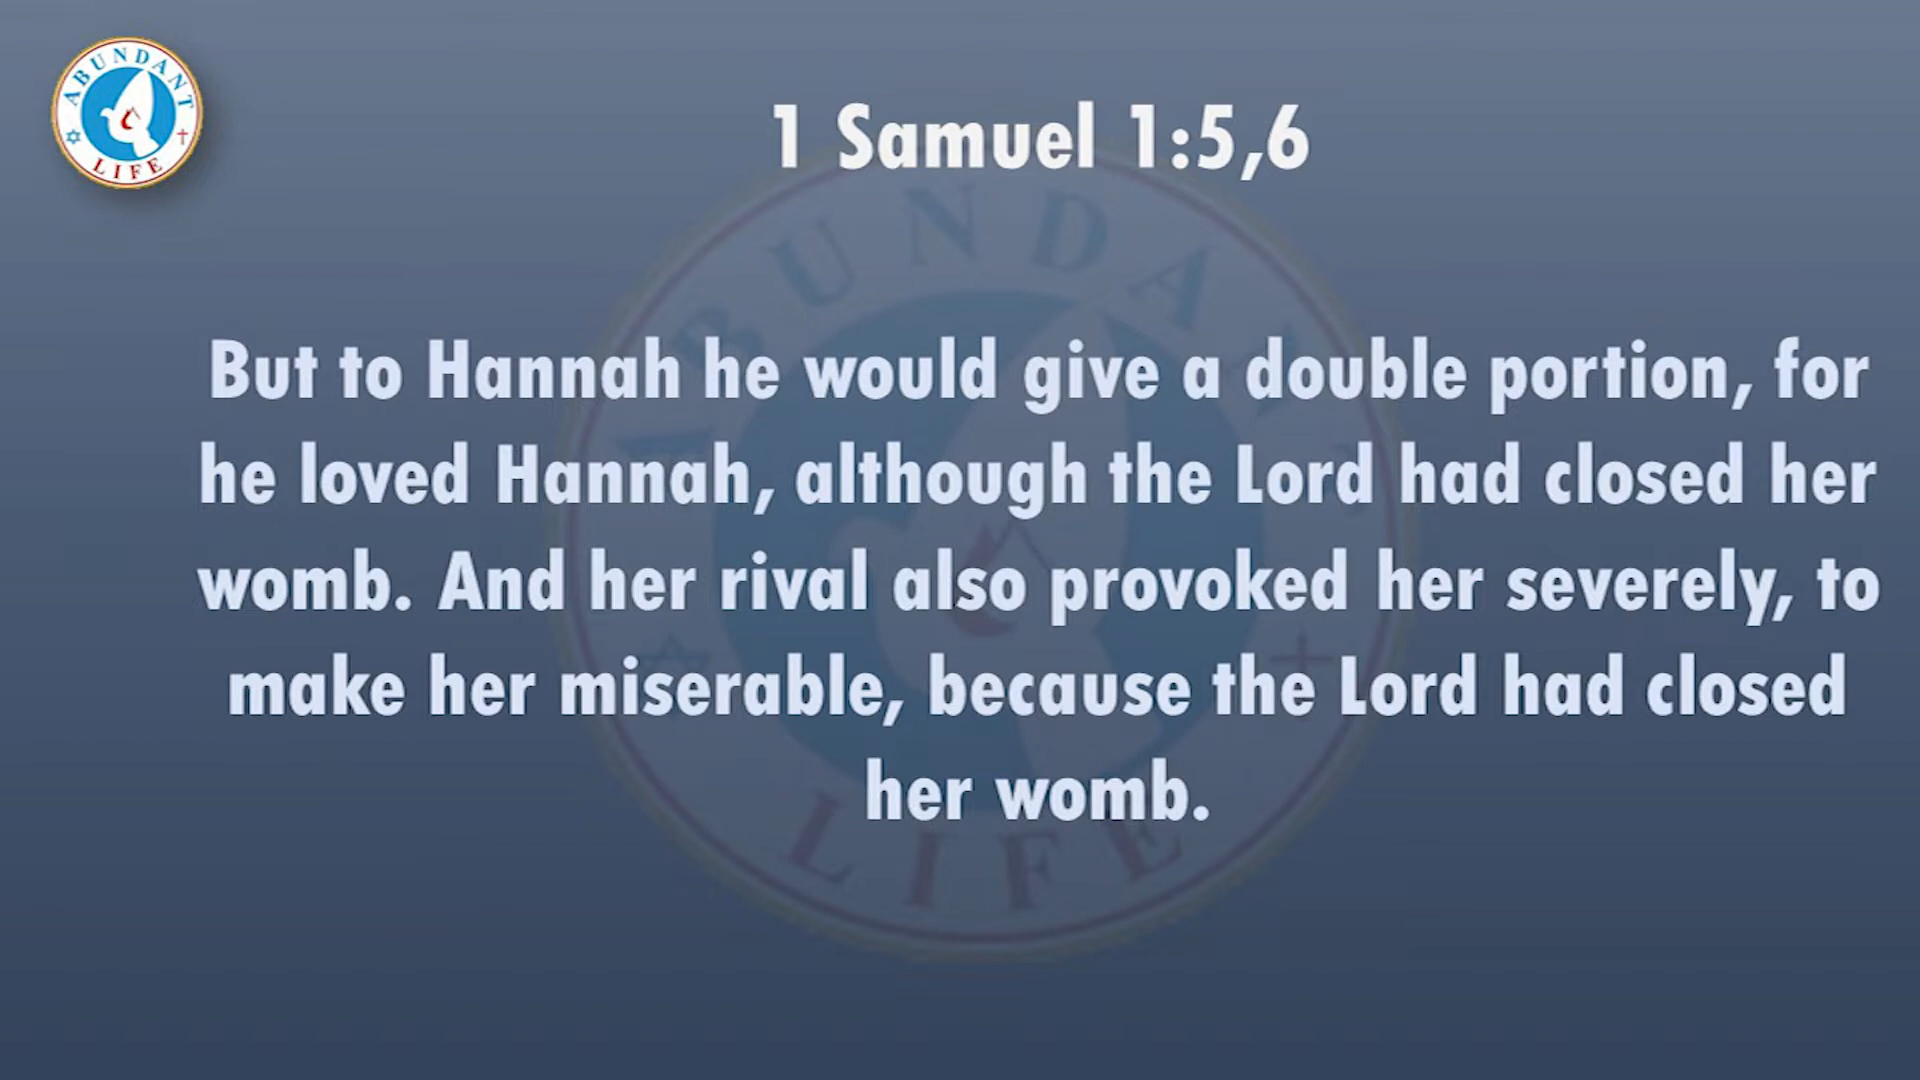 ABUNDANT
LIFE
1 Samuel 1:5,6
But to Hannah he would give a double portion, for
he loved Hannah, although the Lord had closed her
womb. And her rival also provoked her severely, to
make her miserable, because the Lord had closed
her womb.
ABUNDANT
LIFE